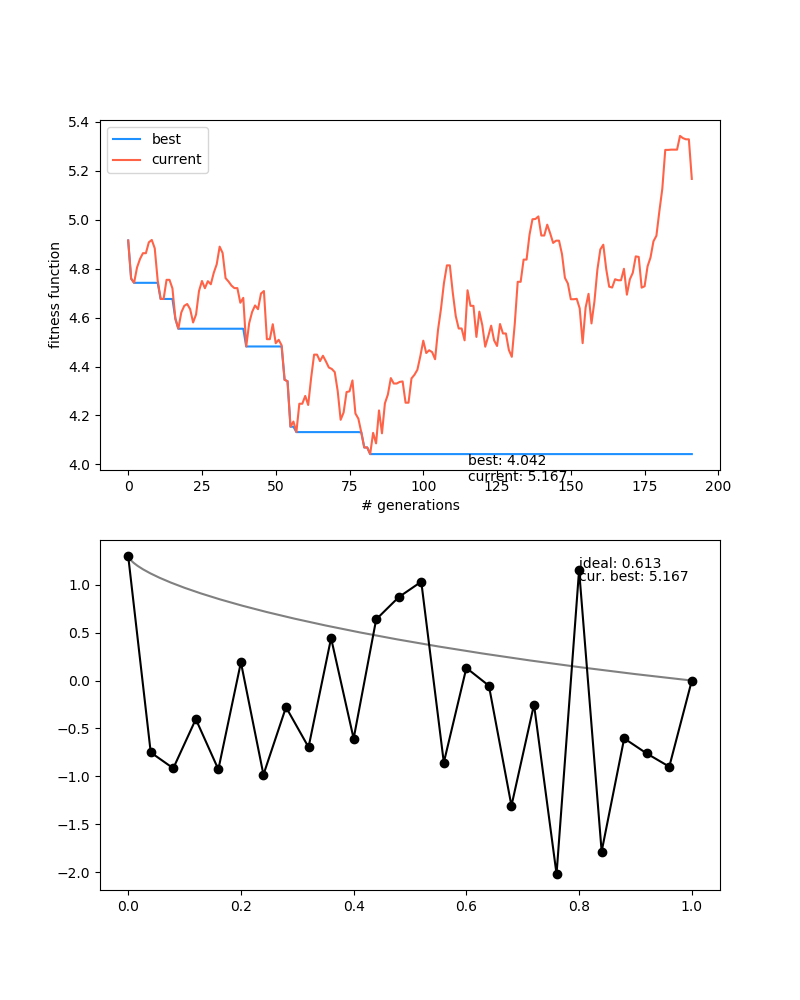 5.4
5.2
5.0
4.8
4.6
4.4
4.2
4.0
fitness function
best
current
best: 4.042
current: 5.167
0 25 50 75 100 125 150 175 200
# generations
ideal: 0.613
cur. best: 5.167
1.0
0.5
0.0
−0.5
−1.0
−1.5
−2.0
0.0 0.2 0.4 0.6 0.8 1.0